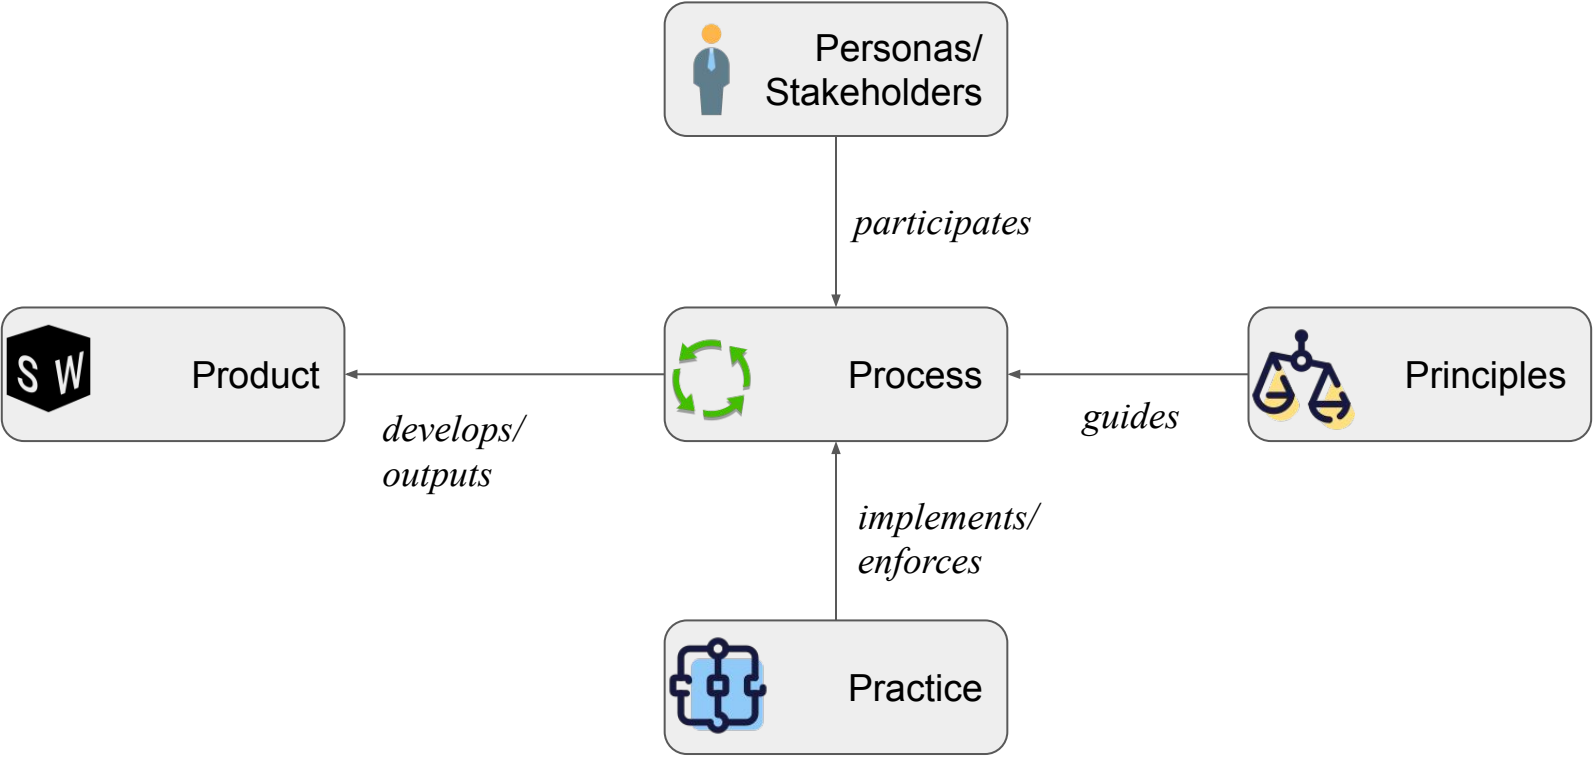 Personas/
Stakeholders
participates
S W
Product
Process
Principles
develops/
outputs
guides
implements/
enforces
Practice